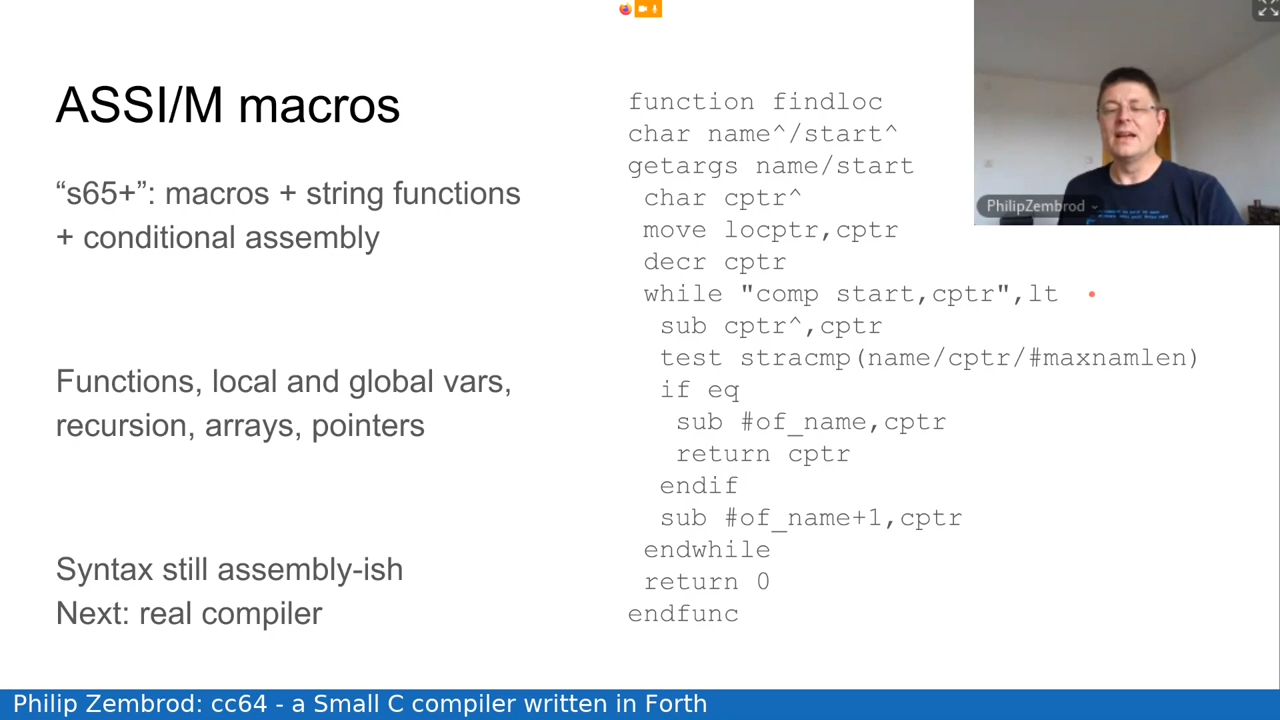 ASSI/M macros
“s65+”: macros + string functions
+ conditional assembly
Functions, local and global vars,
recursion, arrays, pointers
Syntax still assembly-ish
Next: real compiler
function findloc
char name^/start^
getargs name/start
char cptr^
move locptr,cptr
decr cptr
while "comp start,cptr",lt
sub cptr^,cptr
test stracmp(name/cptr/#maxnamlen)
if eq
sub #of_name,cptr
return cptr
endif
sub #of_name+1,cptr
endwhile
return 0
endfunc
PhilipZembrod
Philip Zembrod: cc64 - a Small C compiler written in Forth